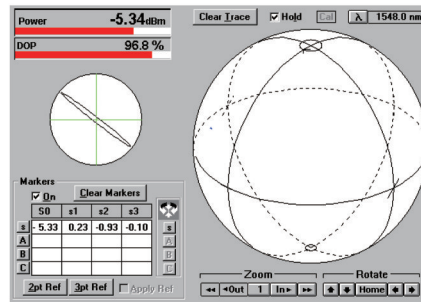 Power -5.34dBm
DOP 96.8 %
Clear Trace Hold Cal λ 1548.0 nm
Markers
On Clear Markers
S0 s1 s2 s3
s - 5.33 0.23 -0.93 -0.10 s
A A
B B
C C
2pt Ref 3pt Ref Apply Ref
Zoom Rotate
Out 1 In Home